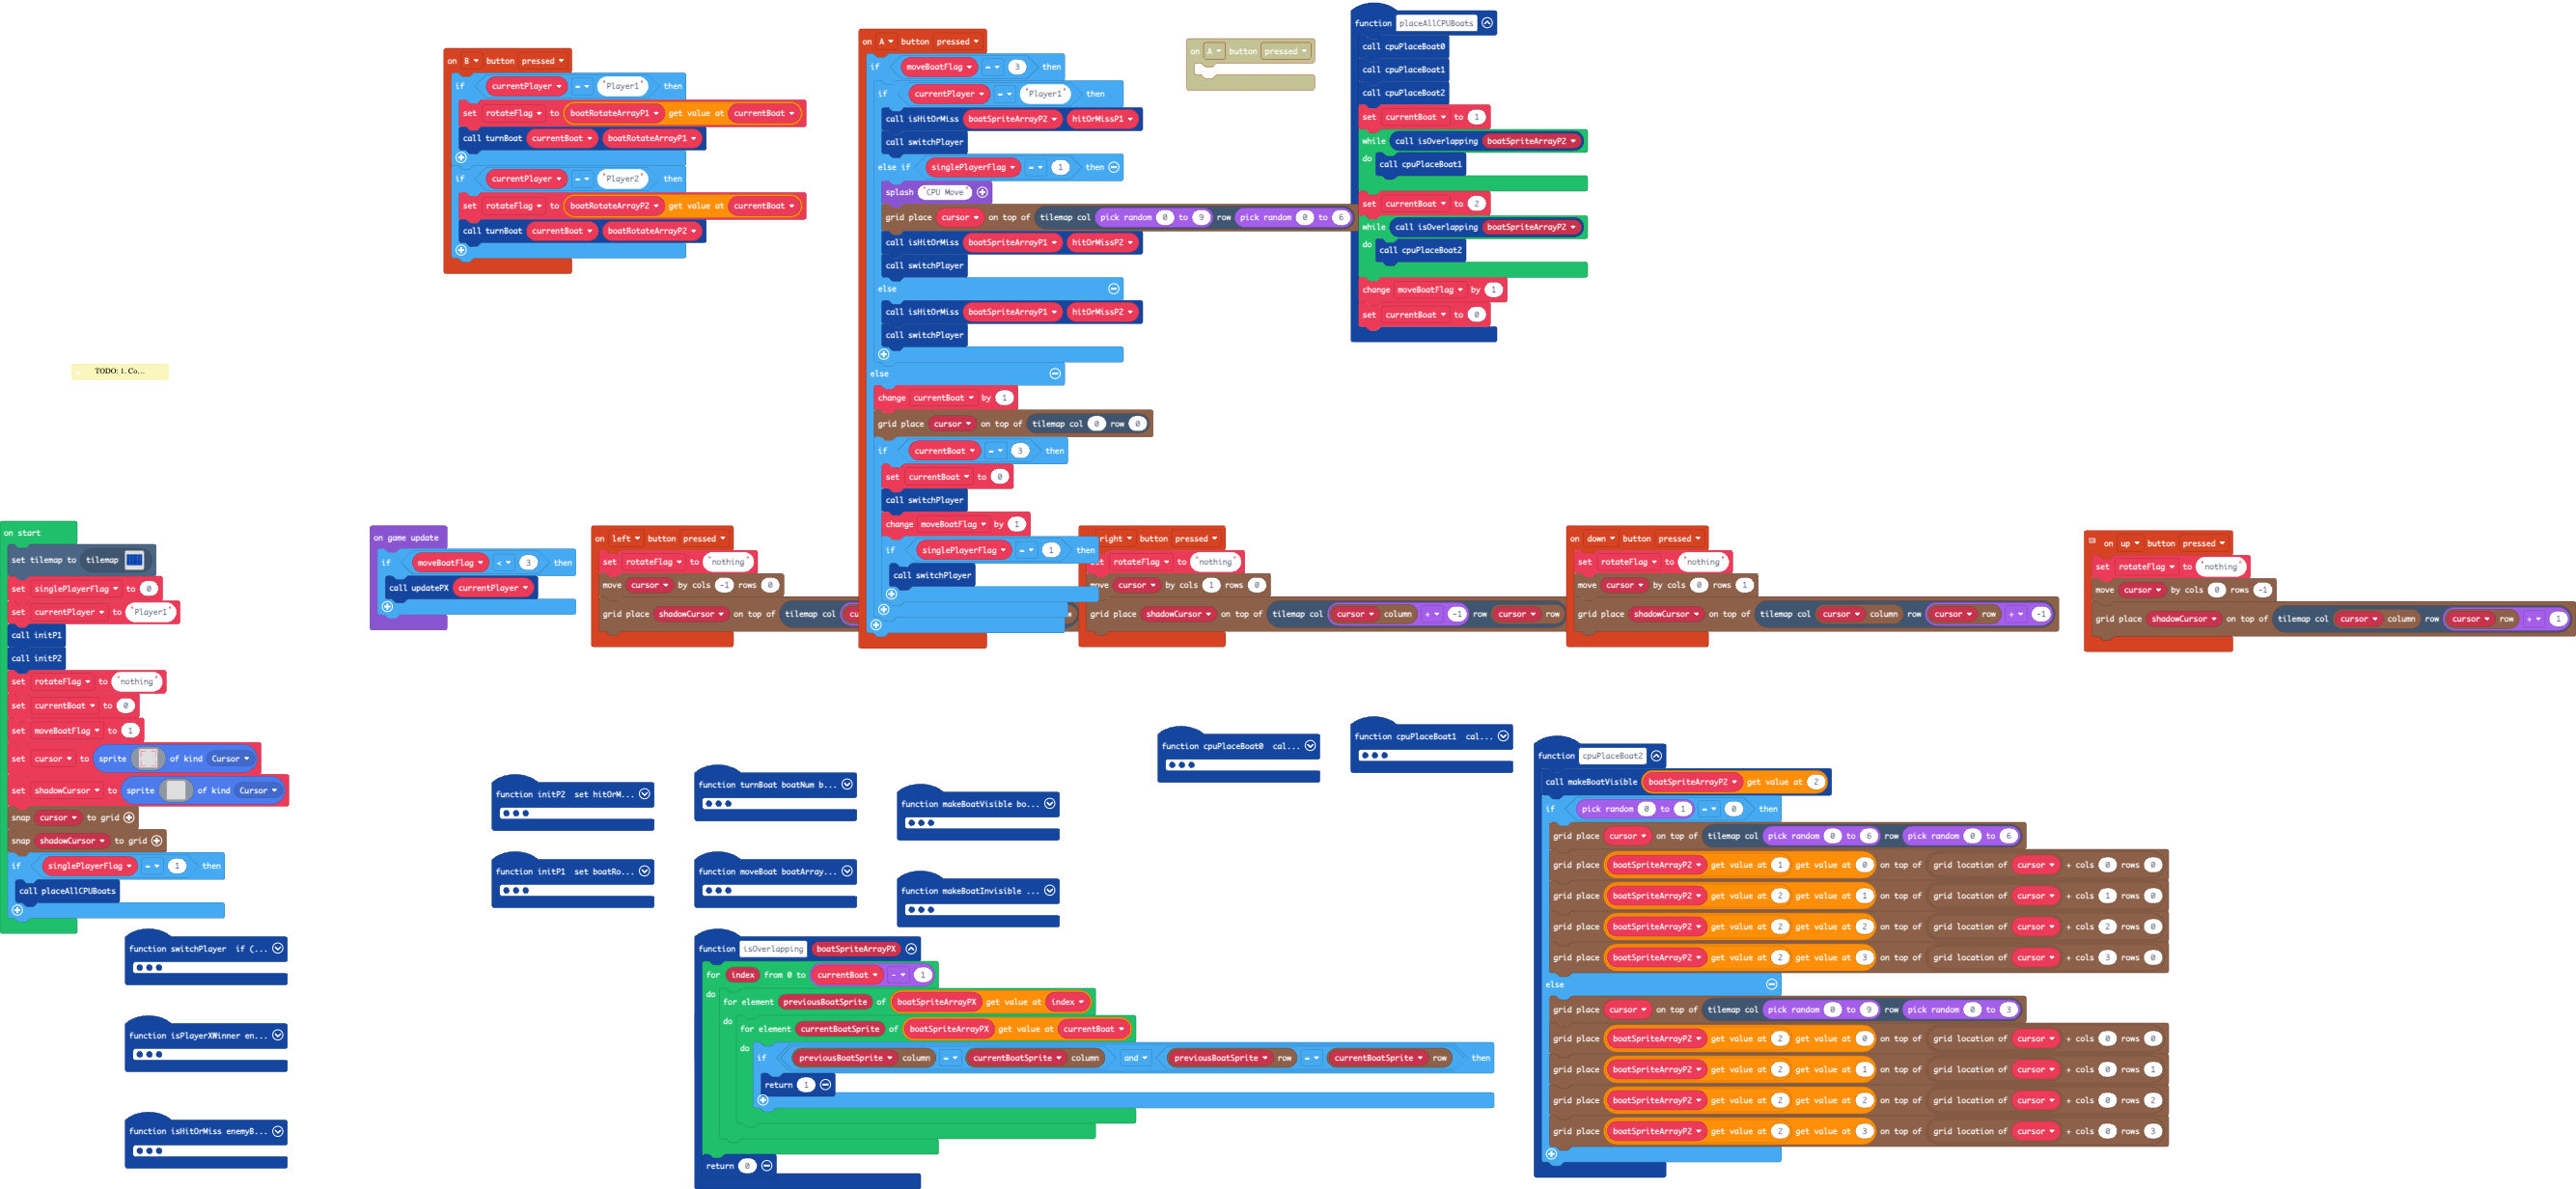 on B button pressed
if currentPlayer = "Player1" then
set rotateFlag to boatRotateArrayP1 get value at currentBoat
call turnBoat currentBoat boatRotateArrayP1
if currentPlayer = "Player2" then
set rotateFlag to boatRotateArrayP2 get value at currentBoat
call turnBoat currentBoat boatRotateArrayP2
on A button pressed
if moveBoatFlag = 3 then
if currentPlayer = "Player1" then
call isHitOrMiss boatSpriteArrayP2 hitOrMissP1
call switchPlayer
else if singlePlayerFlag = 1 then
splash "CPU Move"
grid place cursor on top of tilemap col pick random 0 to 9 row pick random 0 to 6
call isHitOrMiss boatSpriteArrayP1 hitOrMissP2
call switchPlayer
else
call isHitOrMiss boatSpriteArrayP1 hitOrMissP2
call switchPlayer
else
change currentBoat by 1
grid place cursor on top of tilemap col 0 row 0
if currentBoat = 3 then
set currentBoat to 0
call switchPlayer
change moveBoatFlag by 1
if singlePlayerFlag = 1 then
call switchPlayer
on A button pressed
function placeAllCPUBoats
call cpuPlaceBoat0
call cpuPlaceBoat1
call cpuPlaceBoat2
set currentBoat to 1
while call isOverlapping boatSpriteArrayP2
do call cpuPlaceBoat1
set currentBoat to 2
while call isOverlapping boatSpriteArrayP2
do call cpuPlaceBoat2
change moveBoatFlag by 1
set currentBoat to 0
TODO: 1. Co...
on start
set tilemap to tilemap
set singlePlayerFlag to 0
set currentPlayer to "Player1"
call initP1
call initP2
set rotateFlag to "nothing"
set currentBoat to 0
set moveBoatFlag to 1
set cursor to sprite of kind Cursor
set shadowCursor to sprite of kind Cursor
snap cursor to grid
snap shadowCursor to grid
if singlePlayerFlag = 1 then
call placeAllCPUBoats
on game update
if moveBoatFlag < 3 then
call updatePX currentPlayer
on left button pressed
set rotateFlag to "nothing"
move cursor by cols -1 rows 0
grid place shadowCursor on top of tilemap col
right button pressed
set rotateFlag to "nothing"
move cursor by cols 1 rows 0
grid place shadowCursor on top of tilemap col cursor column + -1 row cursor row
on down button pressed
set rotateFlag to "nothing"
move cursor by cols 0 rows 1
grid place shadowCursor on top of tilemap col cursor column row cursor row + -1
on up button pressed
set rotateFlag to "nothing"
move cursor by cols 0 rows -1
grid place shadowCursor on top of tilemap col cursor column row cursor row + 1
function initP2 set hitOrM...
function turnBoat boatNum b...
function makeBoatVisible bo...
function cpuPlaceBoat0 cal...
function cpuPlaceBoat1 cal...
function initP1 set boatRo...
function moveBoat boatArray...
function makeBoatInvisible ...
function switchPlayer if (...
function isPlayerXWinner en...
function isHitOrMiss enemyB...
function isOverlapping boatSpriteArrayPX
for index from 0 to currentBoat - 1
do for element previousBoatSprite of boatSpriteArrayPX get value at index
do for element currentBoatSprite of boatSpriteArrayPX get value at currentBoat
do if previousBoatSprite column = currentBoatSprite column and previousBoatSprite row = currentBoatSprite row then
return 1
return 0
function cpuPlaceBoat2
call makeBoatVisible boatSpriteArrayP2 get value at 2
if pick random 0 to 1 = 0 then
grid place cursor on top of tilemap col pick random 0 to 6 row pick random 0 to 6
grid place boatSpriteArrayP2 get value at 1 get value at 0 on top of grid location of cursor + cols 0 rows 0
grid place boatSpriteArrayP2 get value at 2 get value at 1 on top of grid location of cursor + cols 1 rows 0
grid place boatSpriteArrayP2 get value at 2 get value at 2 on top of grid location of cursor + cols 2 rows 0
grid place boatSpriteArrayP2 get value at 2 get value at 3 on top of grid location of cursor + cols 3 rows 0
else
grid place cursor on top of tilemap col pick random 0 to 9 row pick random 0 to 3
grid place boatSpriteArrayP2 get value at 2 get value at 0 on top of grid location of cursor + cols 0 rows 0
grid place boatSpriteArrayP2 get value at 2 get value at 1 on top of grid location of cursor + cols 0 rows 1
grid place boatSpriteArrayP2 get value at 2 get value at 2 on top of grid location of cursor + cols 0 rows 2
grid place boatSpriteArrayP2 get value at 2 get value at 3 on top of grid location of cursor + cols 0 rows 3